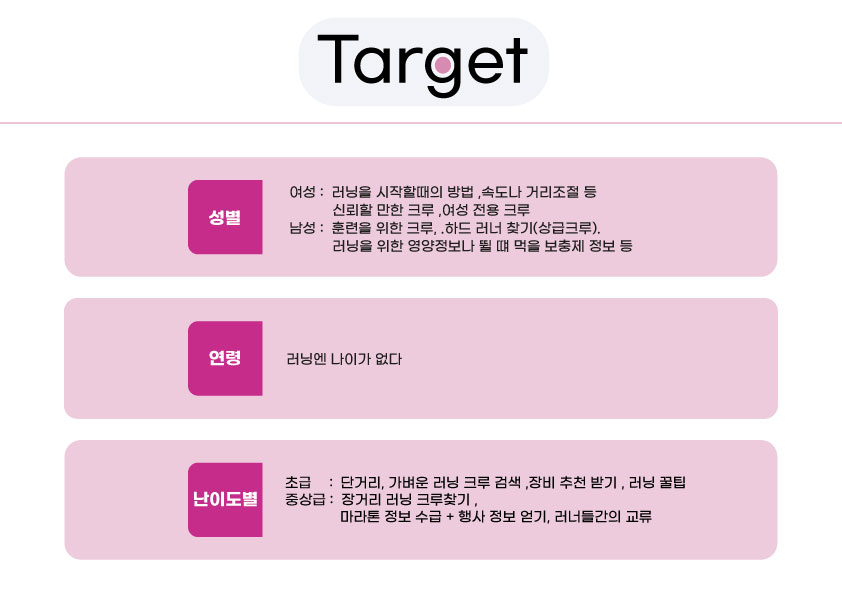 Target
성별
여성 : 러닝을 시작할때의 방법 ,속도나 거리조절 등
신뢰할 만한 크루 ,여성 전용 크루
남성 : 훈련을 위한 크루, .하드 러너 찾기(상급크루).
러닝을 위한 영양정보나 뛸 떄 먹을 보충제 정보 등
연령
러닝엔 나이가 없다
난이도별
초급 : 단거리, 가벼운 러닝 크루 검색 ,장비 추천 받기 , 러닝 꿀팁
중상급 : 장거리 러닝 크루찾기 ,
마라톤 정보 수급 + 행사 정보 얻기, 러너들간의 교류